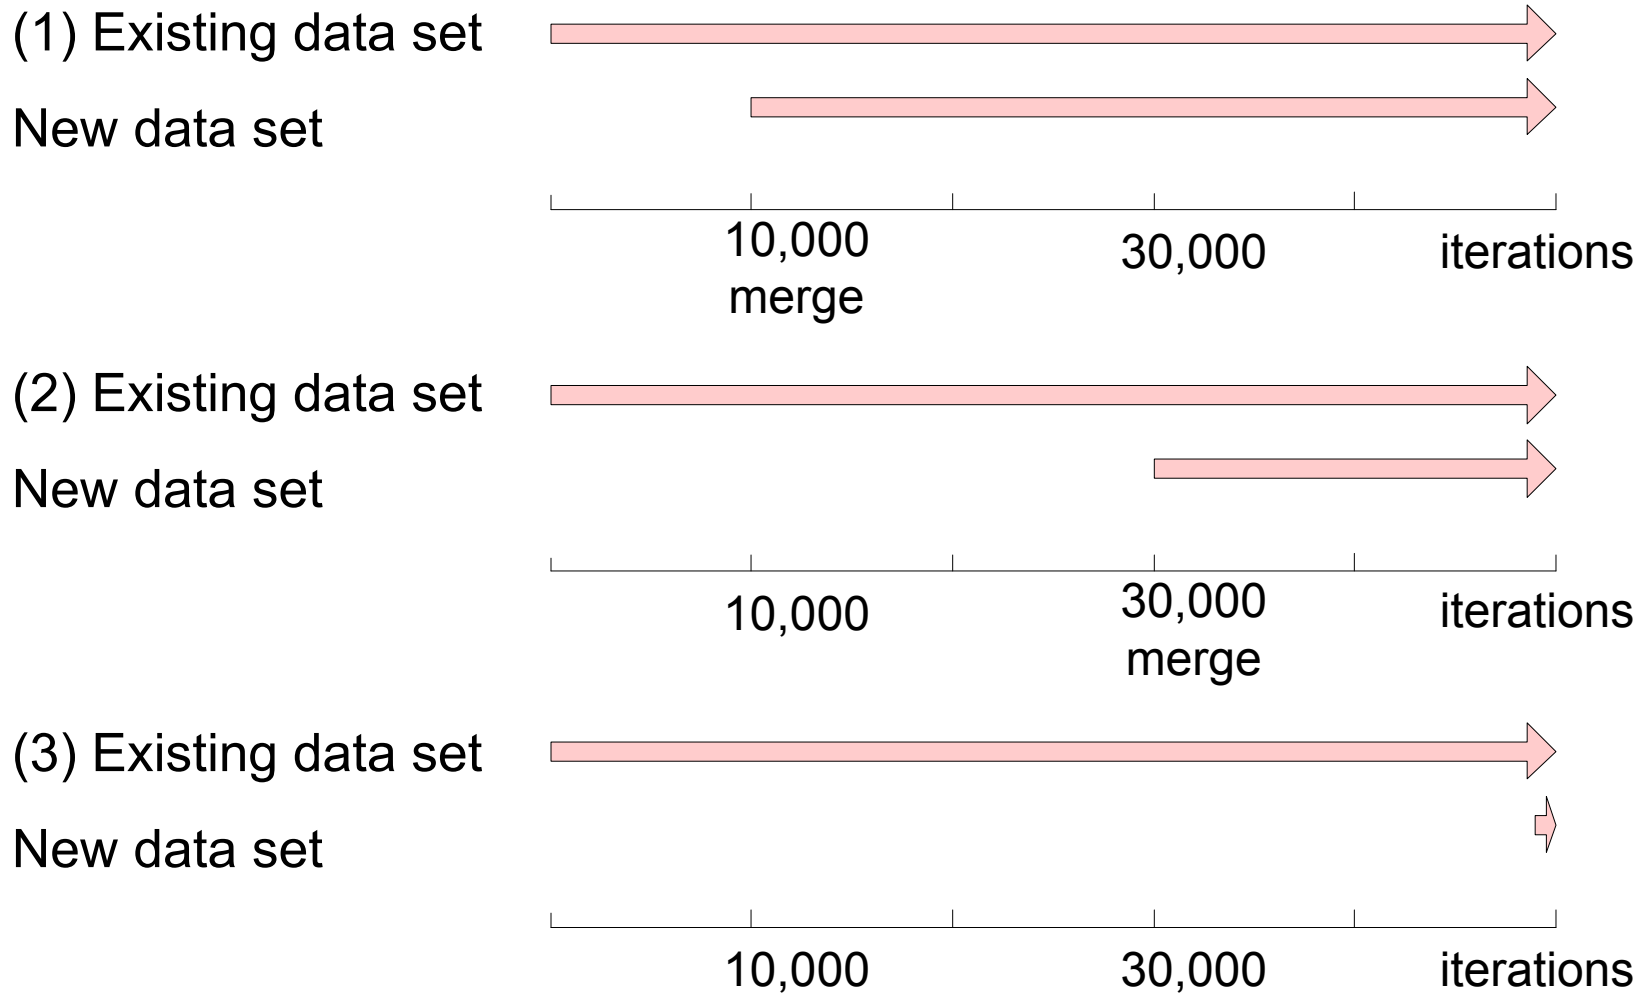 (1) Existing data set
New data set
10,000
30,000
iterations
merge
(2) Existing data set
New data set
10,000
30,000
iterations
merge
(3) Existing data set
New data set
10,000
30,000
iterations